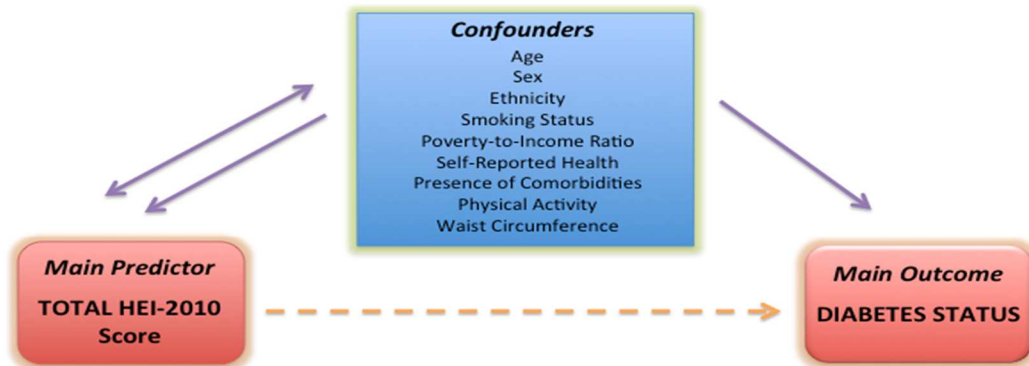 Confounders
Age
Sex
Ethnicity
Smoking Status
Poverty-to-Income Ratio
Self-Reported Health
Presence of Comorbidities
Physical Activity
Waist Circumference
Main Predictor
TOTAL HEI-2010
Score
Main Outcome
DIABETES STATUS